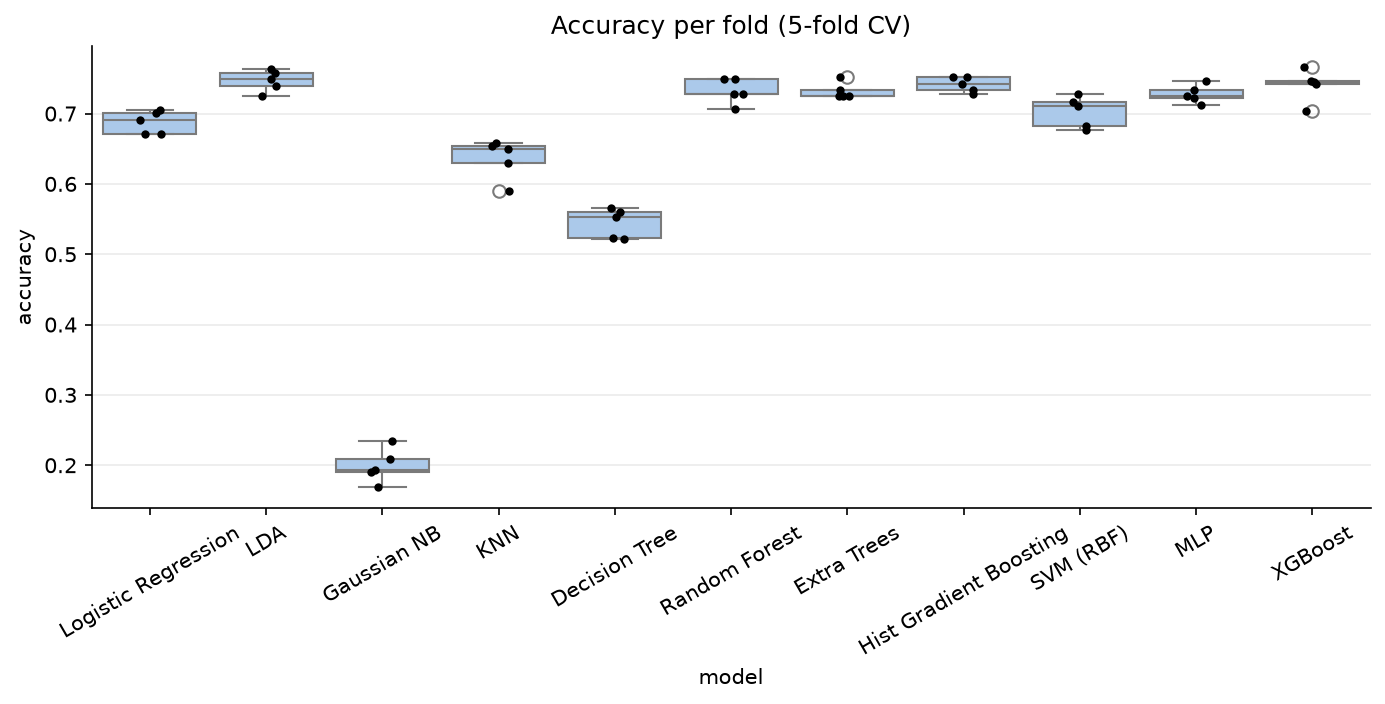 Accuracy per fold (5-fold CV)
accuracy
0.7
0.6
0.5
0.4
0.3
0.2
Logistic Regression
LDA
Gaussian NB
KNN
Decision Tree
Random Forest
Extra Trees
Hist Gradient Boosting
SVM (RBF)
MLP
XGBoost
model